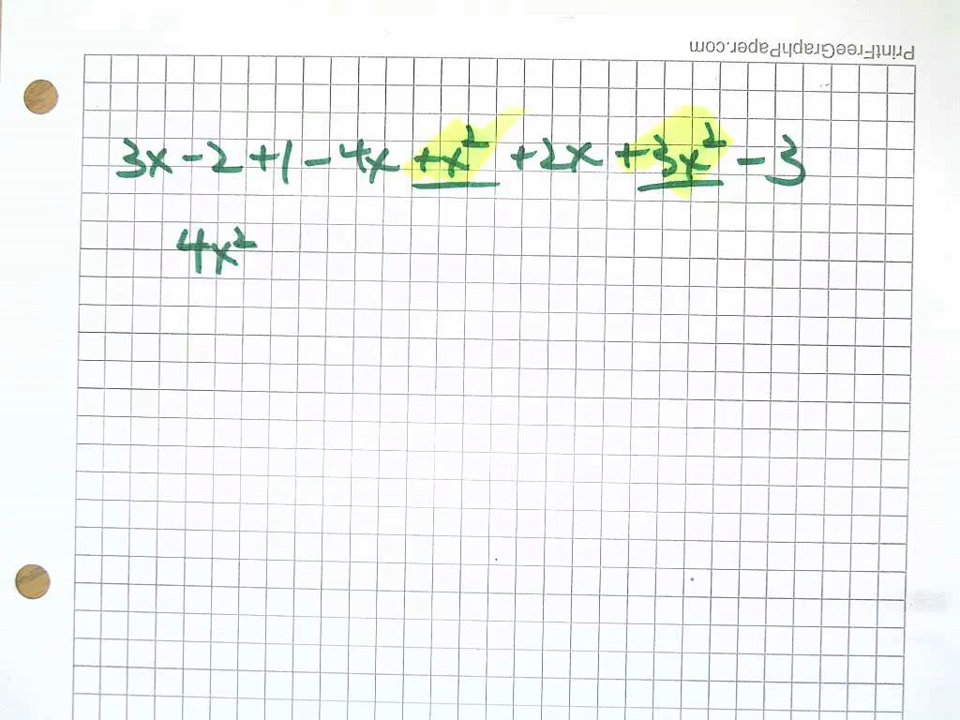 PrintFreeGraphPaper.com
3x - 2 + 1 - 4x + x² + 2x + 3x² - 3
4x²